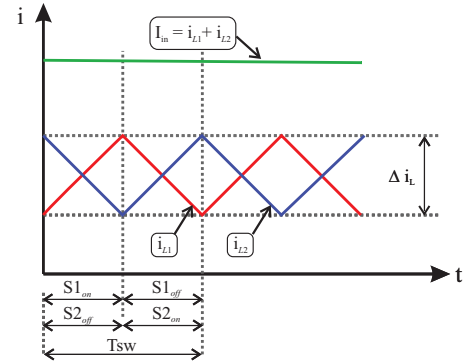 i
I_in = i_L1 + i_L2
Δ i_L
i_L1
i_L2
t
S1_on S1_off
S2_off S2_on
Tsw